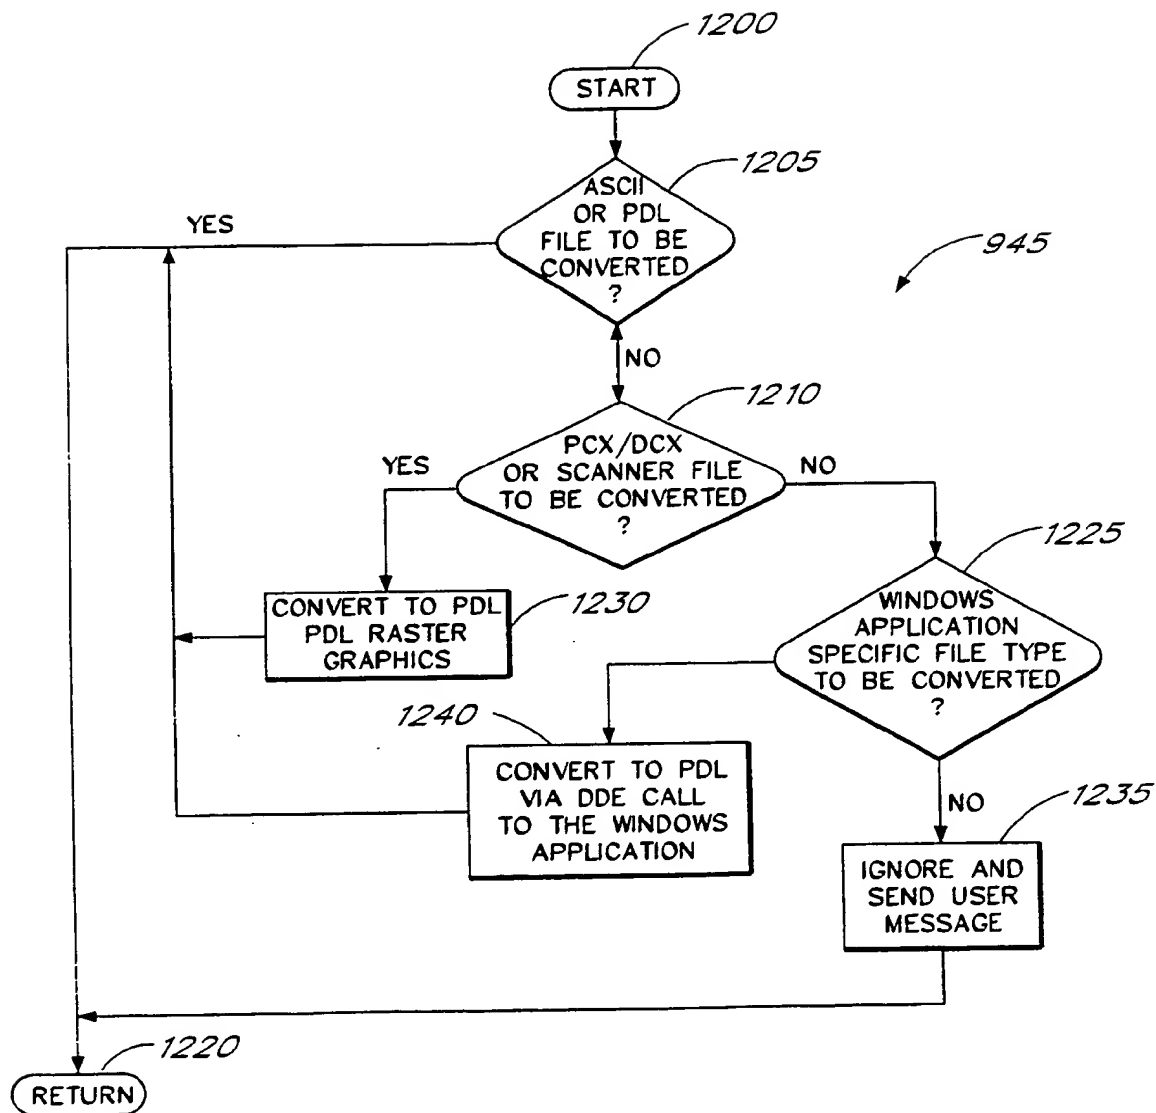 1200
START
1205
ASCII
OR PDL
FILE TO BE
CONVERTED
?
YES
945
NO
1210
PCX/DCX
OR SCANNER FILE
TO BE CONVERTED
?
YES
NO
1225
WINDOWS
APPLICATION
SPECIFIC FILE TYPE
TO BE CONVERTED
?
1230
CONVERT TO PDL
PDL RASTER
GRAPHICS
1240
CONVERT TO PDL
VIA DDE CALL
TO THE WINDOWS
APPLICATION
NO
1235
IGNORE AND
SEND USER
MESSAGE
1220
RETURN